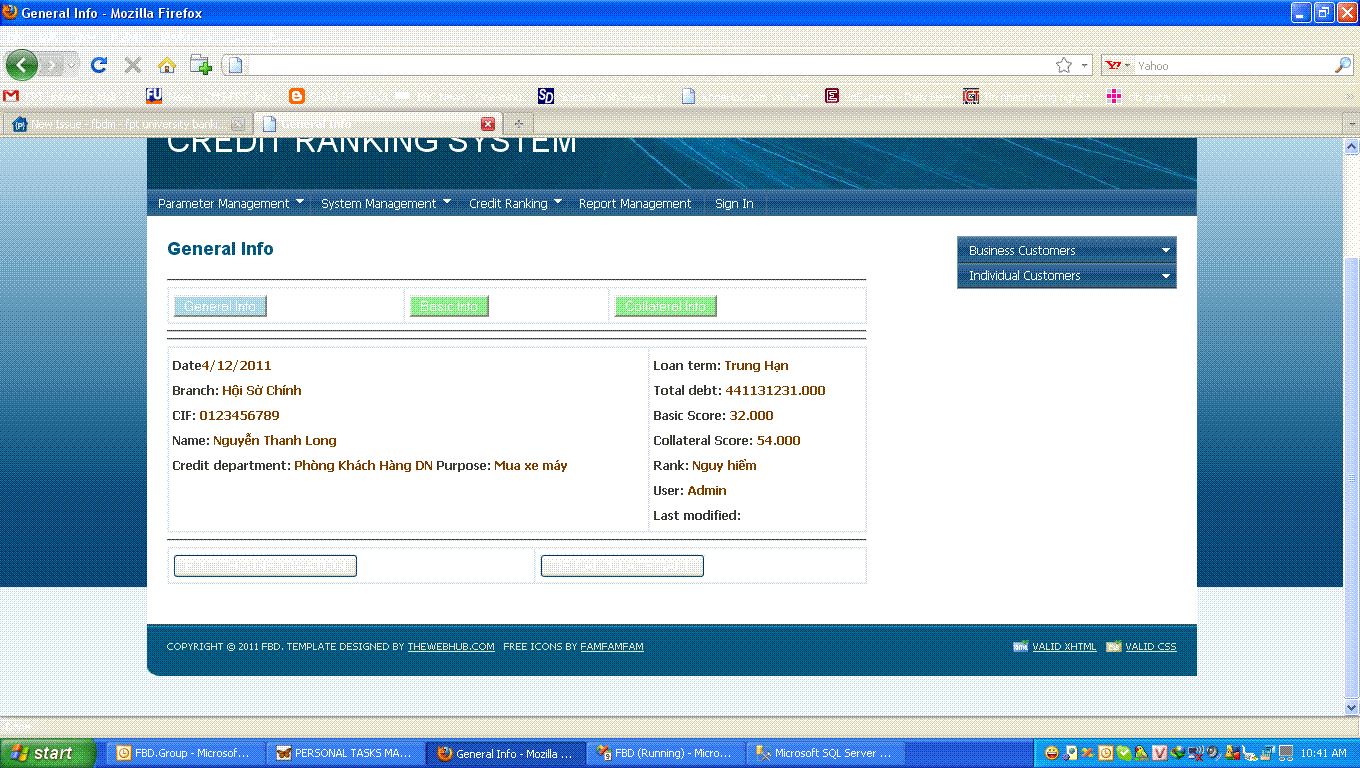 General Info - Mozilla Firefox
Yahoo
New Issue - fbdm - fpt university bank
General Info
CREDIT RANKING SYSTEM
Parameter Management System Management Credit Ranking Report Management Sign In
General Info
Business Customers
Individual Customers
General Info Basic Info Collateral Info
Date4/12/2011
Branch: Hội Sở Chính
CIF: 0123456789
Name: Nguyễn Thanh Long
Credit department: Phòng Khách Hàng DN Purpose: Mua xe máy
Loan term: Trung Hạn
Total debt: 441131231.000
Basic Score: 32.000
Collateral Score: 54.000
Rank: Nguy hiểm
User: Admin
Last modified:
COPYRIGHT © 2011 FBD. TEMPLATE DESIGNED BY THEWEBHUB.COM FREE ICONS BY FAMFAMFAM
VALID XHTML VALID CSS
start FBD.Group - Microsof... PERSONAL TASKS MA... General Info - Mozilla ... FBD (Running) - Micro... Microsoft SQL Server ... 10:41 AM